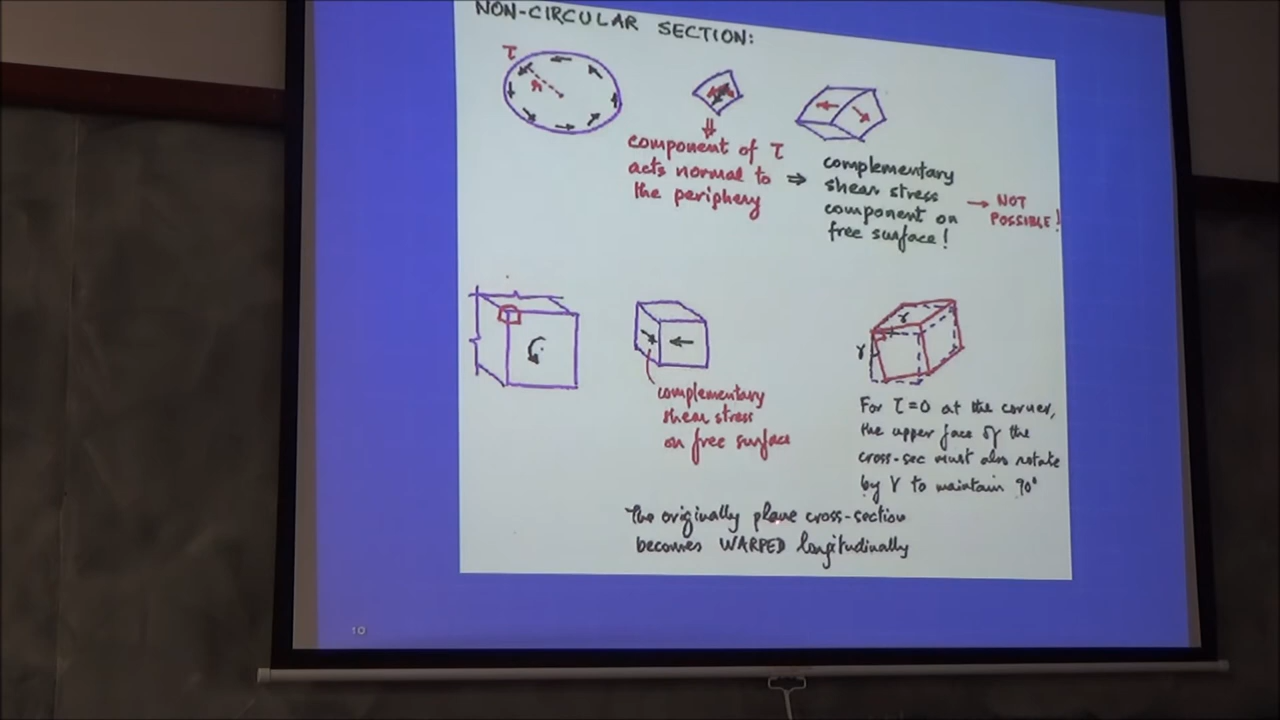 NON-CIRCULAR SECTION:
τ
r
component of τ
acts normal to
the periphery
⇒
complementary
shear stress
component on
free surface!
→ NOT
POSSIBLE!
complementary
shear stress
on free surface
γ
γ
For τ=0 at the corner,
the upper face of the
cross-sec must also rotate
by γ to maintain 90°
The originally plane cross-section
becomes WARPED longitudinally
10